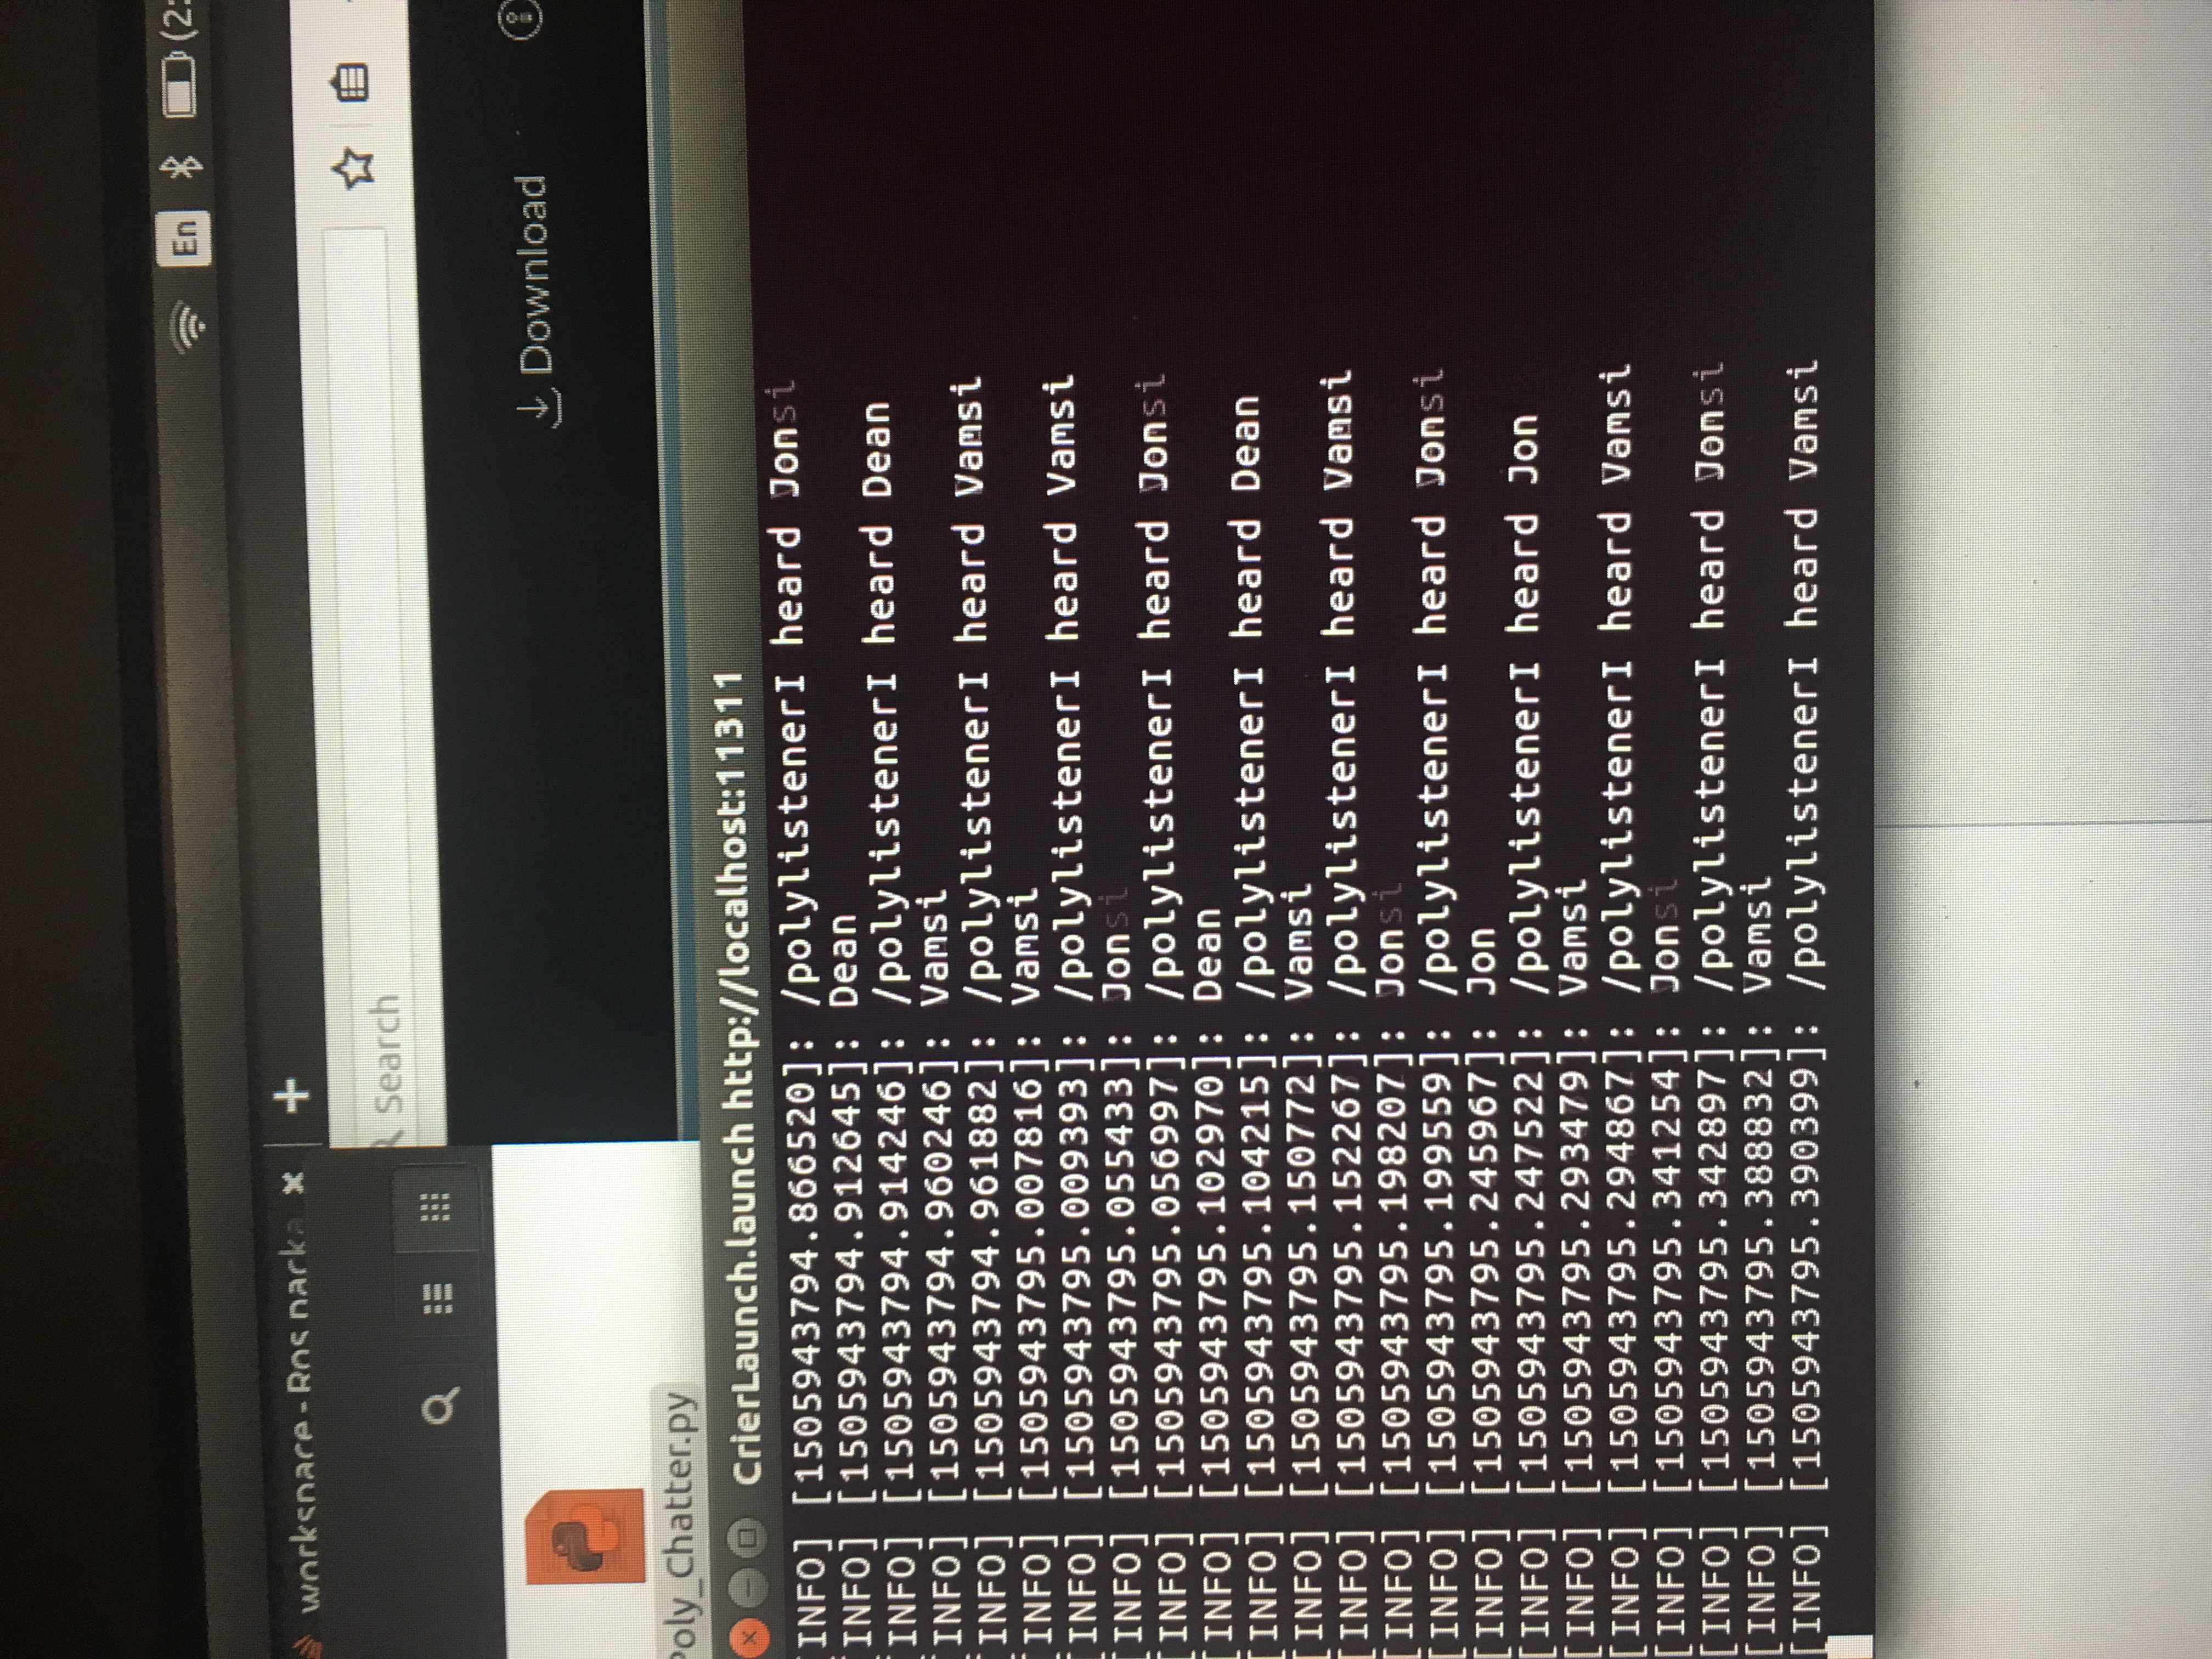 En
(2:
workspace - Ros packa
Search
Download
Poly_Chatter.py
CrierLaunch.launch http://localhost:11311
[INFO] [1505943794.866520]: /polylistenerI heard Jonsi
[INFO] [1505943794.912645]: Dean
[INFO] [1505943794.914246]: /polylistenerI heard Dean
[INFO] [1505943794.960246]: Vamsi
[INFO] [1505943794.961882]: /polylistenerI heard Vamsi
[INFO] [1505943795.007816]: Vamsi
[INFO] [1505943795.009393]: /polylistenerI heard Vamsi
[INFO] [1505943795.055433]: Jonsi
[INFO] [1505943795.056997]: /polylistenerI heard Jonsi
[INFO] [1505943795.102970]: Dean
[INFO] [1505943795.104215]: /polylistenerI heard Dean
[INFO] [1505943795.150772]: Vamsi
[INFO] [1505943795.152267]: /polylistenerI heard Vamsi
[INFO] [1505943795.198207]: Jonsi
[INFO] [1505943795.199559]: /polylistenerI heard Jonsi
[INFO] [1505943795.245967]: Jon
[INFO] [1505943795.247522]: /polylistenerI heard Jon
[INFO] [1505943795.293479]: Vamsi
[INFO] [1505943795.294867]: /polylistenerI heard Vamsi
[INFO] [1505943795.341254]: Jonsi
[INFO] [1505943795.342897]: /polylistenerI heard Jonsi
[INFO] [1505943795.388832]: Vamsi
[INFO] [1505943795.390399]: /polylistenerI heard Vamsi